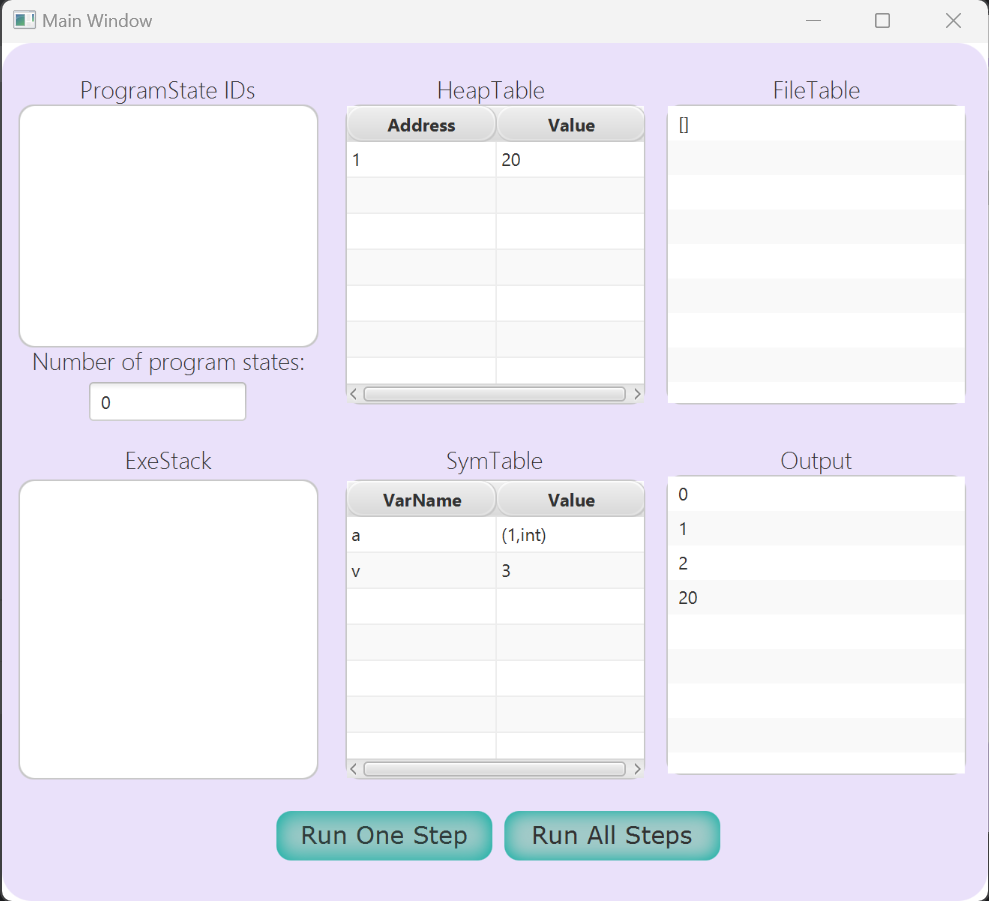 Main Window
ProgramState IDs
HeapTable
FileTable
Address Value
1 20
[]
Number of program states:
0
ExeStack
SymTable
Output
VarName Value
a (1,int)
v 3
0
1
2
20
Run One Step
Run All Steps